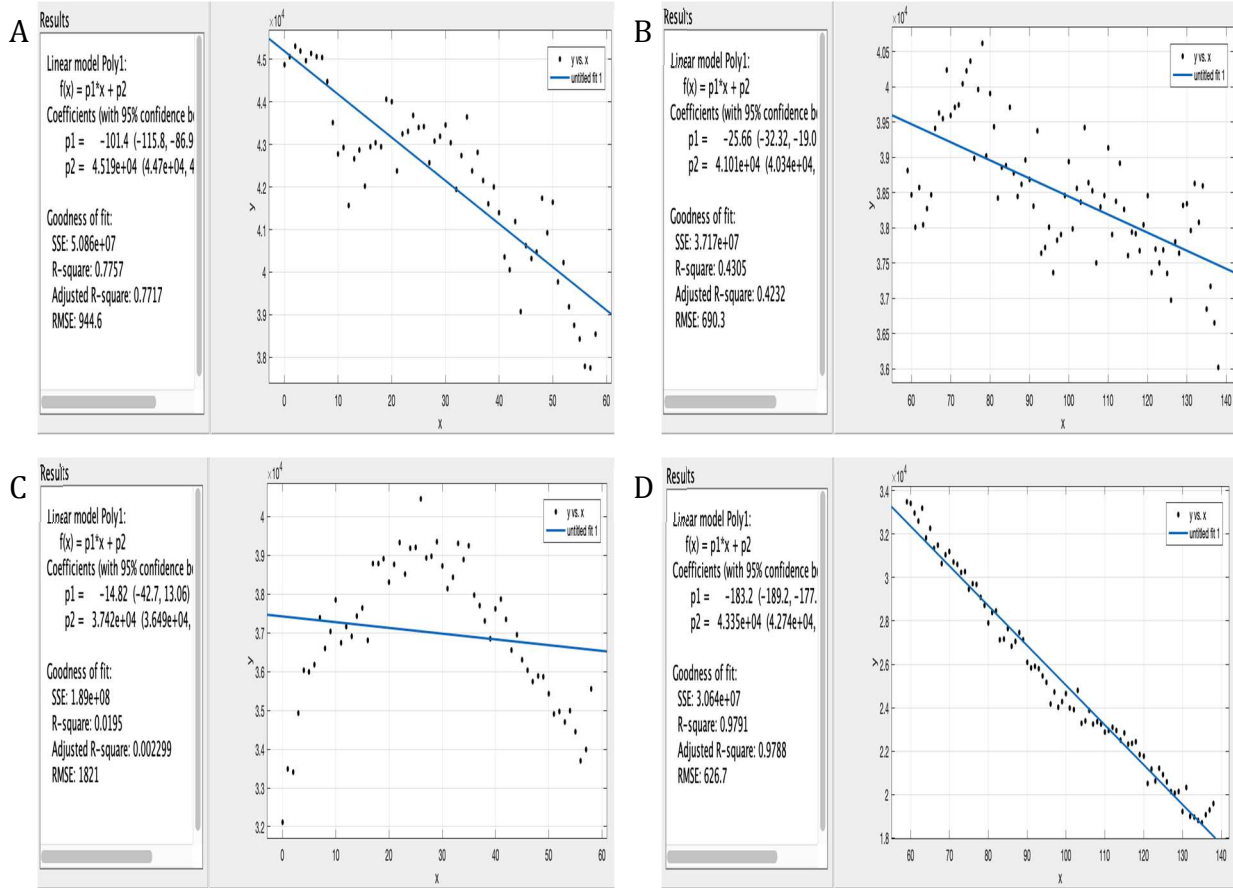 A
Results
Linear model Poly1:
f(x) = p1*x + p2
Coefficients (with 95% confidence b
p1 = -101.4 (-115.8, -86.9
p2 = 4.519e+04 (4.47e+04, 4
Goodness of fit:
SSE: 5.086e+07
R-square: 0.7757
Adjusted R-square: 0.7717
RMSE: 944.6
×10⁴
4.5
4.4
4.3
4.2
4.1
4
3.9
3.8
y
0 10 20 30 40 50 60
x
y vs. x
untitled fit 1
B
Results
Linear model Poly1:
f(x) = p1*x + p2
Coefficients (with 95% confidence b
p1 = -25.66 (-32.32, -19.0
p2 = 4.101e+04 (4.034e+04,
Goodness of fit:
SSE: 3.717e+07
R-square: 0.4305
Adjusted R-square: 0.4232
RMSE: 690.3
×10⁴
4.05
4
3.95
3.9
3.85
3.8
3.75
3.7
3.65
3.6
y
60 70 80 90 100 110 120 130 140
x
y vs. x
untitled fit 1
C
Results
Linear model Poly1:
f(x) = p1*x + p2
Coefficients (with 95% confidence b
p1 = -14.82 (-42.7, 13.06)
p2 = 3.742e+04 (3.649e+04,
Goodness of fit:
SSE: 1.89e+08
R-square: 0.0195
Adjusted R-square: 0.002299
RMSE: 1821
×10⁴
4
3.9
3.8
3.7
3.6
3.5
3.4
3.3
3.2
y
0 10 20 30 40 50 60
x
y vs. x
untitled fit 1
D
Results
Linear model Poly1:
f(x) = p1*x + p2
Coefficients (with 95% confidence b
p1 = -183.2 (-189.2, -177.
p2 = 4.335e+04 (4.274e+04,
Goodness of fit:
SSE: 3.064e+07
R-square: 0.9791
Adjusted R-square: 0.9788
RMSE: 626.7
×10⁴
3.4
3.2
3
2.8
2.6
2.4
2.2
2
1.8
y
60 70 80 90 100 110 120 130 140
x
y vs. x
untitled fit 1